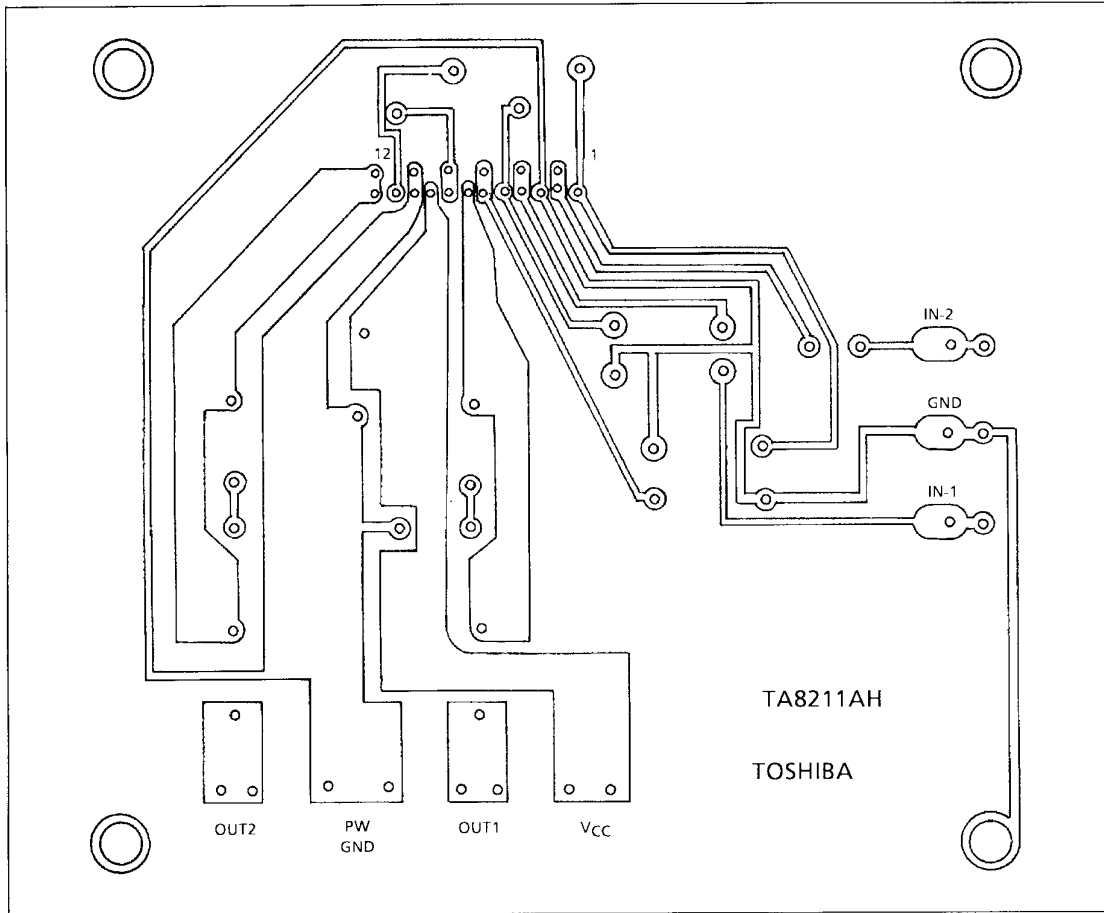 12
1
IN-2
GND
IN-1
TA8211AH
TOSHIBA
OUT2
PW
GND
OUT1
VCC